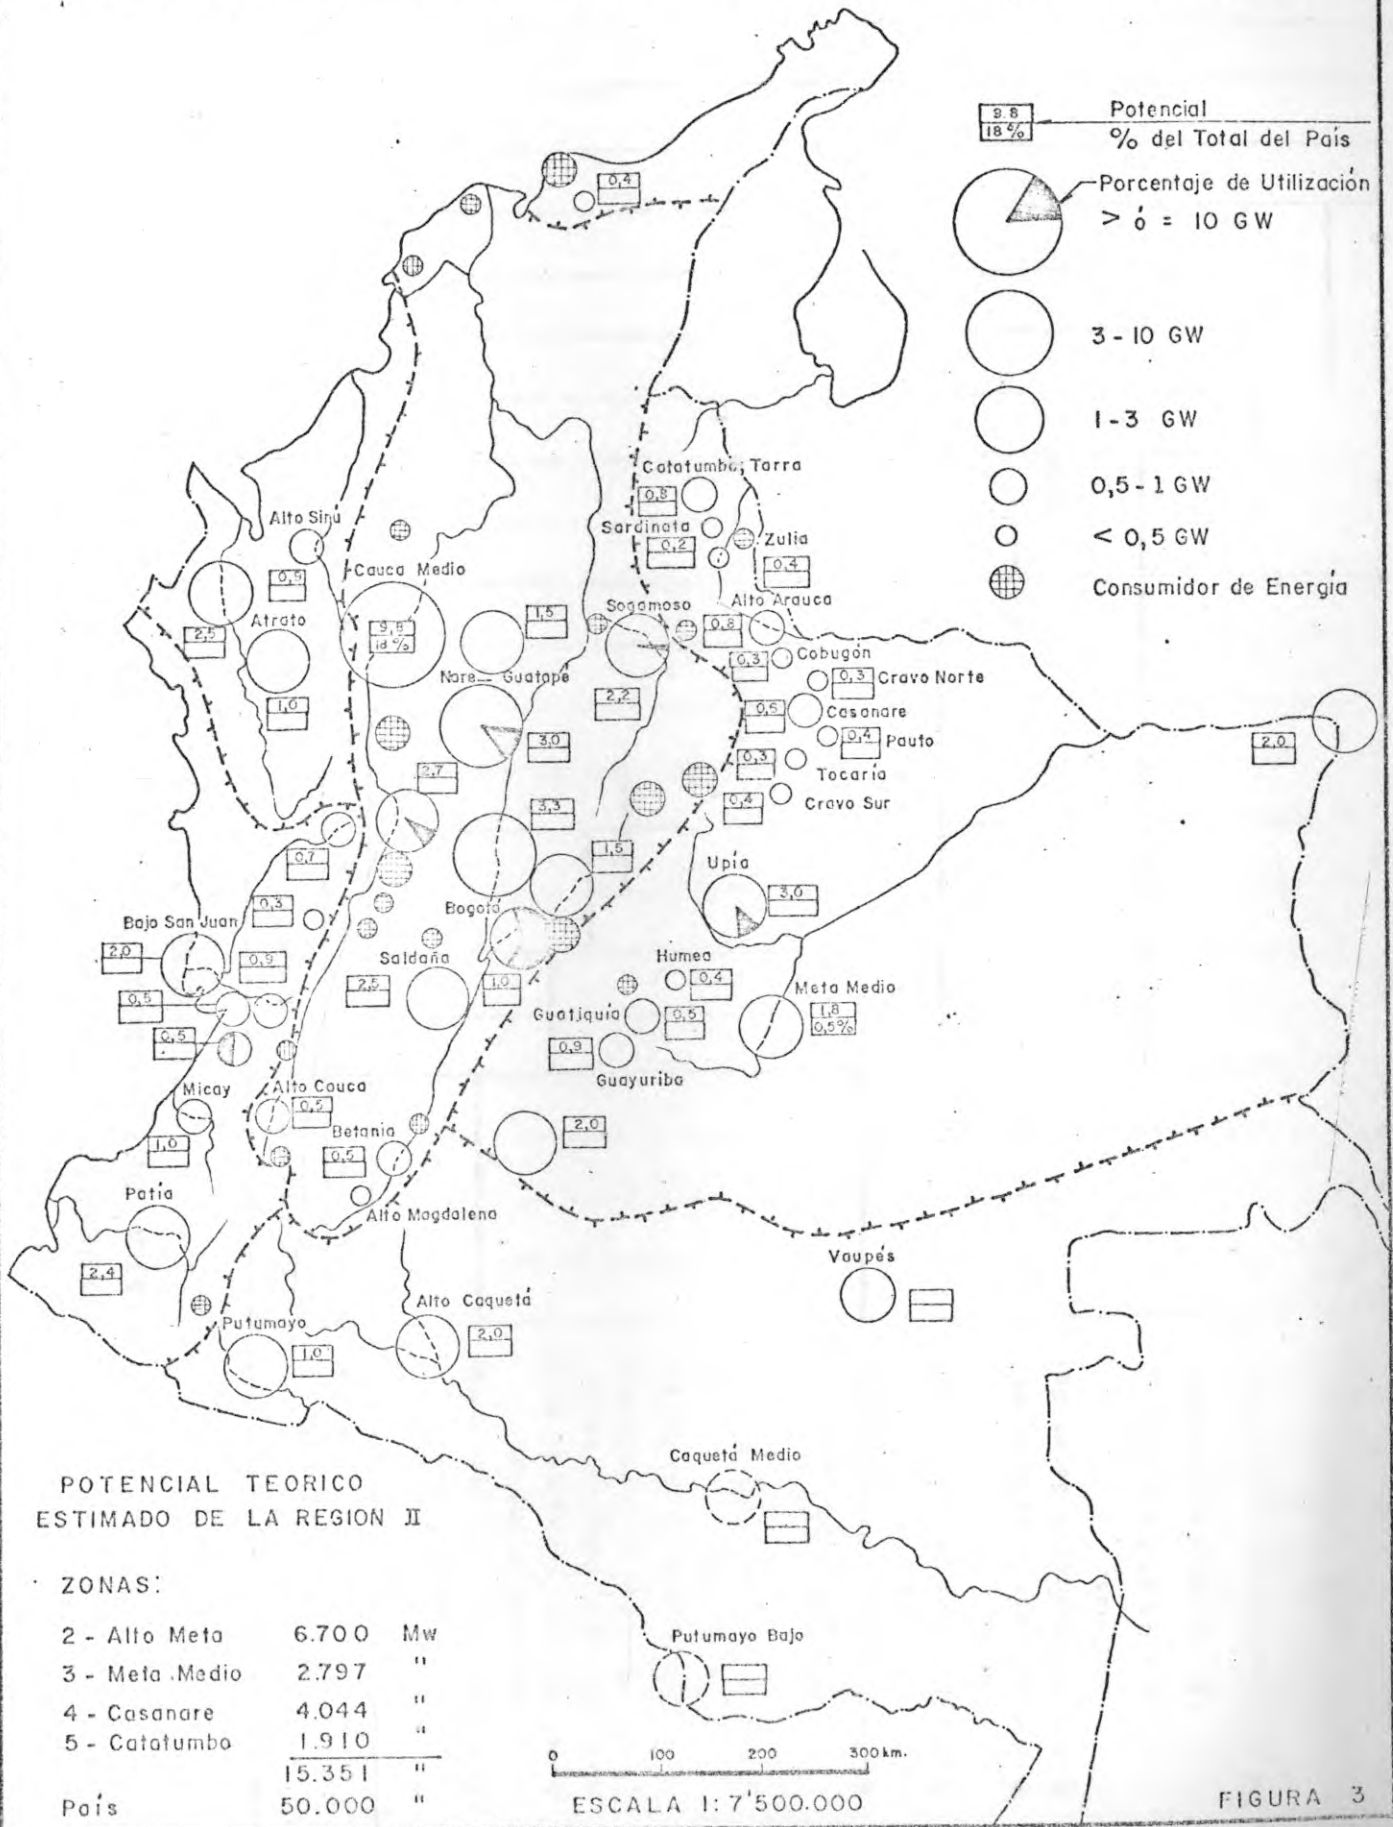 9.8
18%
Potencial
% del Total del País
Porcentaje de Utilización
> ó = 10 GW
3 - 10 GW
1 - 3 GW
0,5 - 1 GW
< 0,5 GW
Consumidor de Energía
0,4
Catatumbo, Tarra
0,8
Sardinata
0,2
Zulia
0,4
Alto Sinú
0,9
Cauca Medio
9,8
18%
2,5
Atrato
1,0
1,5
Sogamoso
2,2
Alto Arauca
0,8
Cobugón
0,3
0,3
Cravo Norte
0,5
Casanare
0,4
Pauto
0,3
Tocaría
0,4
Cravo Sur
2,0
Nare - Guatape
3,0
2,7
3,3
1,5
0,7
0,3
Upía
3,0
Bogotá
1,0
Bajo San Juan
2,0
0,9
0,5
0,5
Saldaña
2,5
Humea
0,4
Guatiquía
0,5
0,9
Guayuriba
Meta Medio
1,8
0,5%
Micay
1,0
Alto Cauca
0,5
Betania
0,5
Alto Magdalena
2,0
Patía
2,4
Vaupés
Putumayo
1,0
Alto Caquetá
2,0
Caquetá Medio
Putumayo Bajo
POTENCIAL TEORICO
ESTIMADO DE LA REGION II
ZONAS:
2 - Alto Meta 6.700 Mw
3 - Meta Medio 2.797 "
4 - Casanare 4.044 "
5 - Catatumbo 1.910 "
15.351 "
País 50.000 "
0 100 200 300 km.
ESCALA 1:7'500.000
FIGURA 3